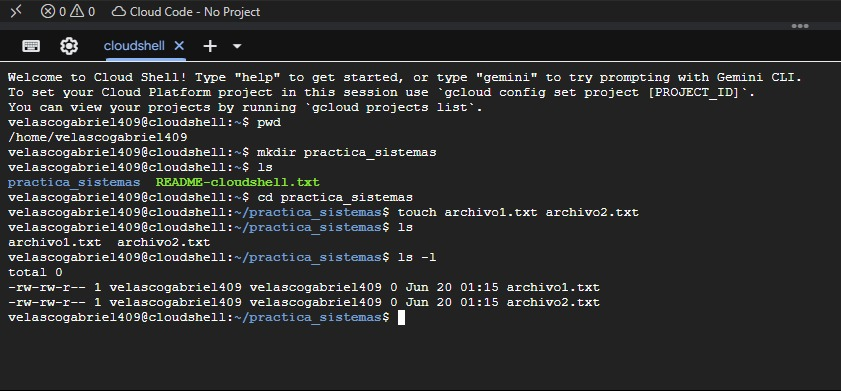 0 0 Cloud Code - No Project
cloudshell
Welcome to Cloud Shell! Type "help" to get started, or type "gemini" to try prompting with Gemini CLI.
To set your Cloud Platform project in this session use `gcloud config set project [PROJECT_ID]`.
You can view your projects by running `gcloud projects list`.
velascogabriel409@cloudshell:~$ pwd
/home/velascogabriel409
velascogabriel409@cloudshell:~$ mkdir practica_sistemas
velascogabriel409@cloudshell:~$ ls
practica_sistemas  README-cloudshell.txt
velascogabriel409@cloudshell:~$ cd practica_sistemas
velascogabriel409@cloudshell:~/practica_sistemas$ touch archivo1.txt archivo2.txt
velascogabriel409@cloudshell:~/practica_sistemas$ ls
archivo1.txt  archivo2.txt
velascogabriel409@cloudshell:~/practica_sistemas$ ls -l
total 0
-rw-rw-r-- 1 velascogabriel409 velascogabriel409 0 Jun 20 01:15 archivo1.txt
-rw-rw-r-- 1 velascogabriel409 velascogabriel409 0 Jun 20 01:15 archivo2.txt
velascogabriel409@cloudshell:~/practica_sistemas$